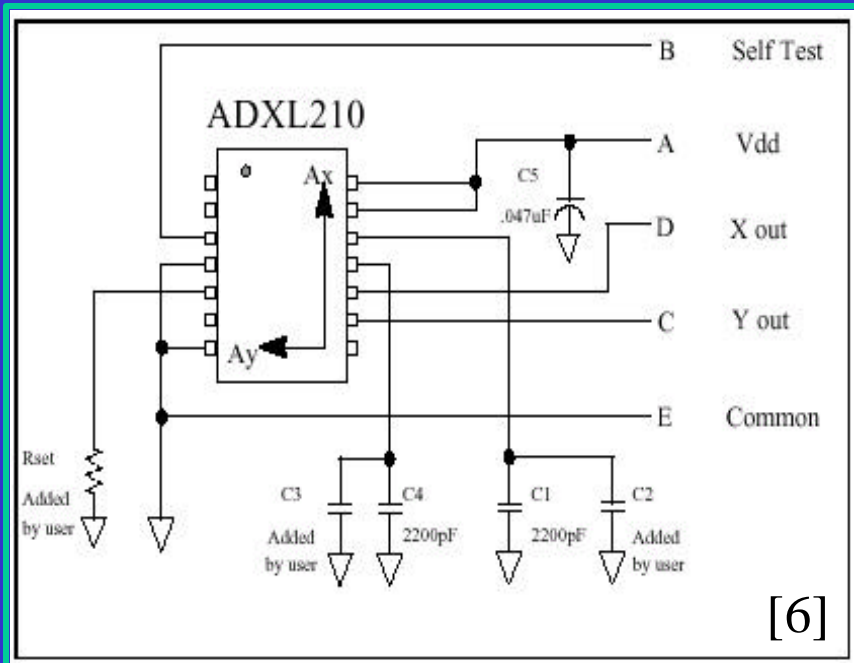 B Self Test
ADXL210
Ax
A Vdd
C5
.047uF
D X out
C Y out
Ay
E Common
Rset
Added
by user
C3
Added
by user
C4
2200pF
C1
2200pF
C2
Added
by user
[6]